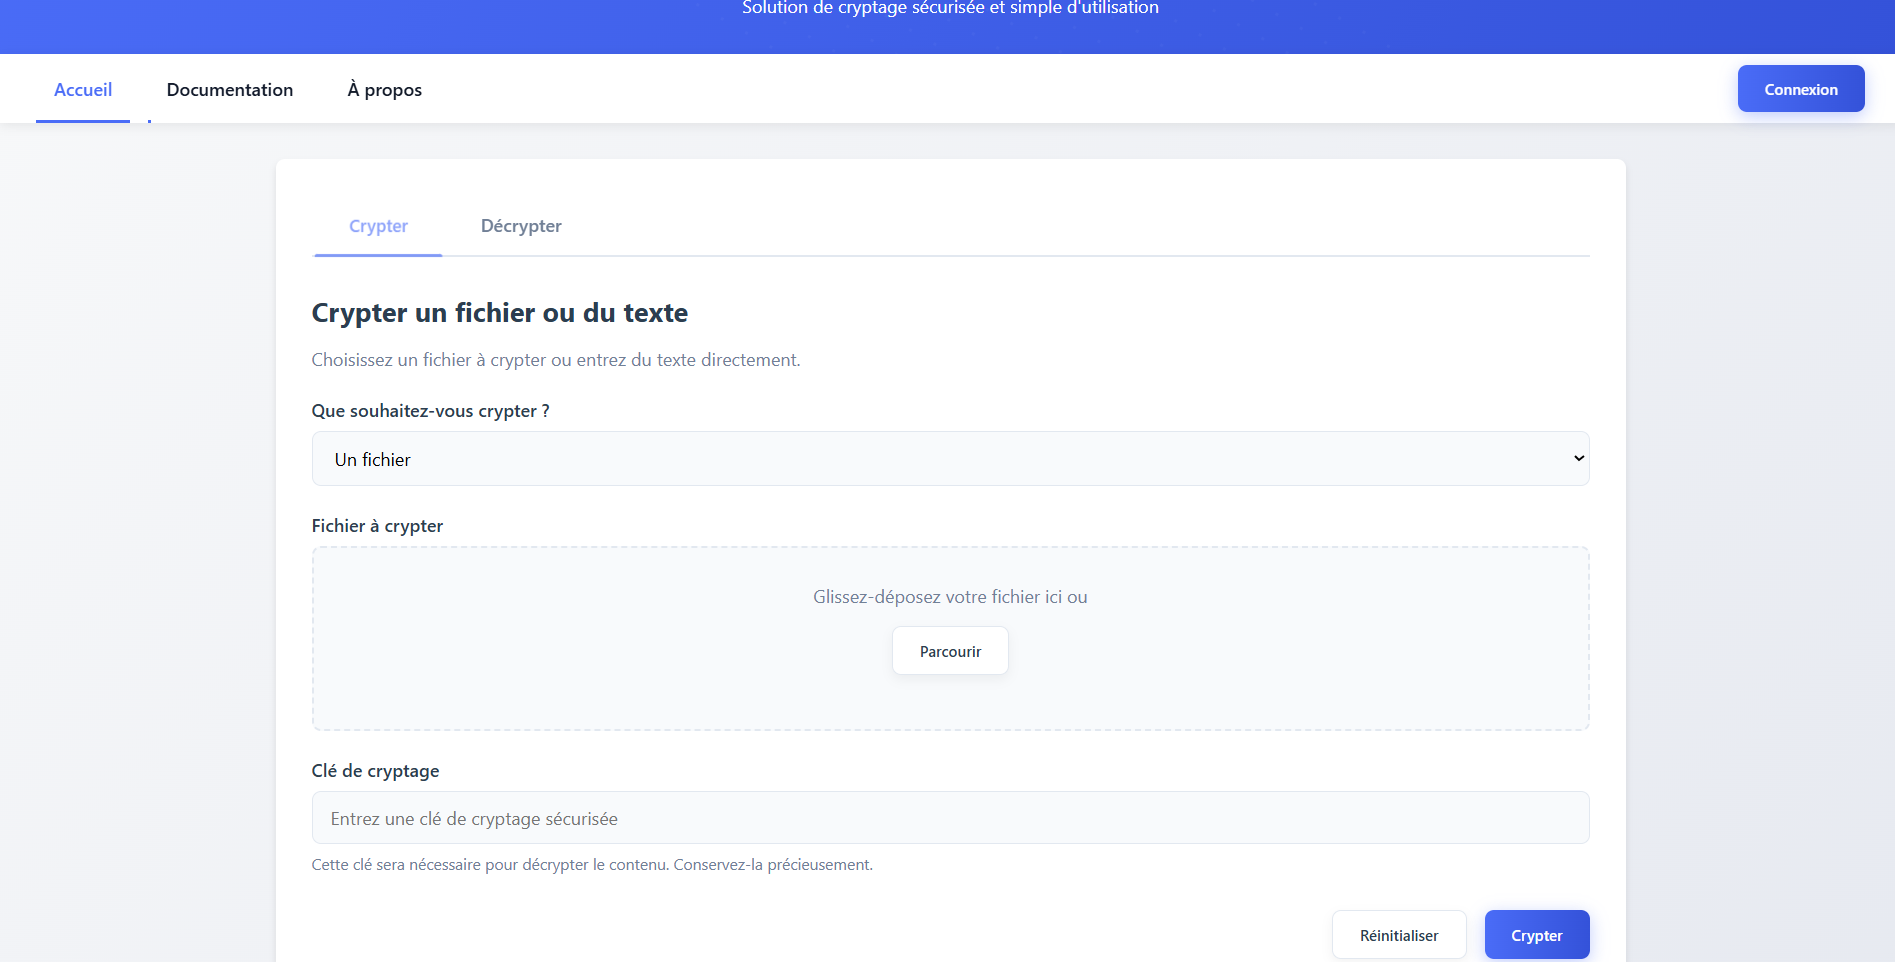 Solution de cryptage sécurisée et simple d'utilisation
Accueil
Documentation
À propos
Connexion
Crypter
Décrypter
Crypter un fichier ou du texte
Choisissez un fichier à crypter ou entrez du texte directement.
Que souhaitez-vous crypter ?
Un fichier
Fichier à crypter
Glissez-déposez votre fichier ici ou
Parcourir
Clé de cryptage
Entrez une clé de cryptage sécurisée
Cette clé sera nécessaire pour décrypter le contenu. Conservez-la précieusement.
Réinitialiser
Crypter